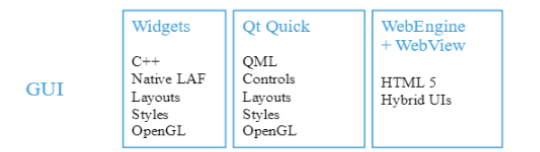 GUI
Widgets
C++
Native LAF
Layouts
Styles
OpenGL
Qt Quick
QML
Controls
Layouts
Styles
OpenGL
WebEngine
+ WebView
HTML 5
Hybrid UIs